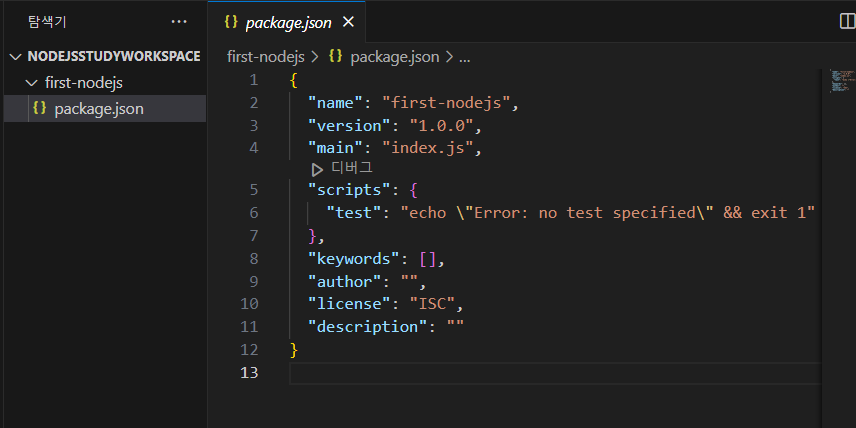 탐색기 ···
NODEJSSTUDYWORKSPACE
first-nodejs
{} package.json
{} package.json ×
first-nodejs > {} package.json > ...
1 {
2 "name": "first-nodejs",
3 "version": "1.0.0",
4 "main": "index.js",
디버그
5 "scripts": {
6 "test": "echo \"Error: no test specified\" && exit 1"
7 },
8 "keywords": [],
9 "author": "",
10 "license": "ISC",
11 "description": ""
12 }
13